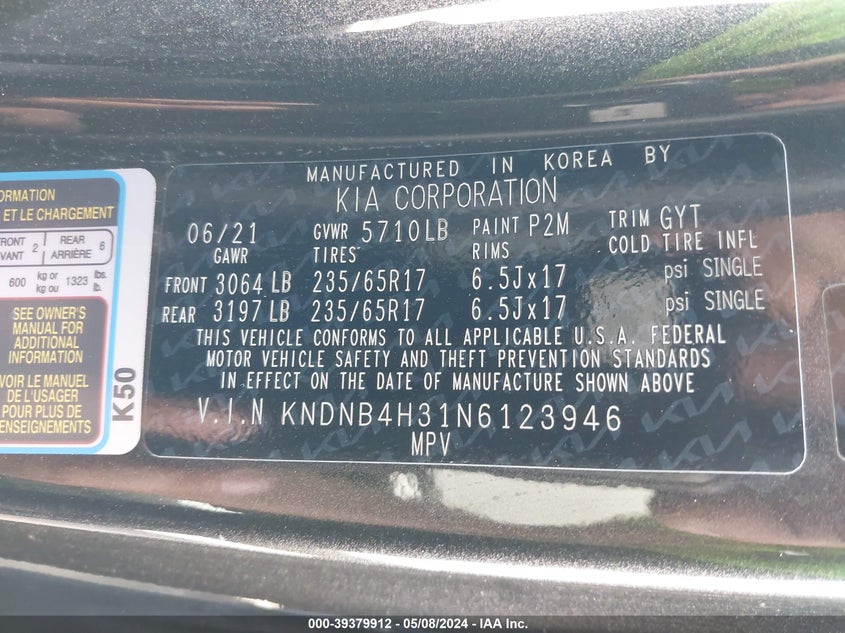 ORMATION
ET LE CHARGEMENT
FRONT 2 REAR 6
VANT ARRIÈRE
600 kg or 1323 lbs.
kg ou lb.
SEE OWNER'S
MANUAL FOR
ADDITIONAL
INFORMATION
VOIR LE MANUEL
DE L'USAGER
POUR PLUS DE
RENSEIGNEMENTS
K50
MANUFACTURED IN KOREA BY
KIA CORPORATION
06/21 GVWR 5710LB PAINT P2M TRIM GYT
GAWR TIRES RIMS COLD TIRE INFL
FRONT 3064 LB 235/65R17 6.5Jx17 psi SINGLE
REAR 3197 LB 235/65R17 6.5Jx17 psi SINGLE
THIS VEHICLE CONFORMS TO ALL APPLICABLE U.S.A. FEDERAL
MOTOR VEHICLE SAFETY AND THEFT PREVENTION STANDARDS
IN EFFECT ON THE DATE OF MANUFACTURE SHOWN ABOVE
V.I.N KNDNB4H31N6123946
MPV
000-39379912 - 05/08/2024 - IAA Inc.